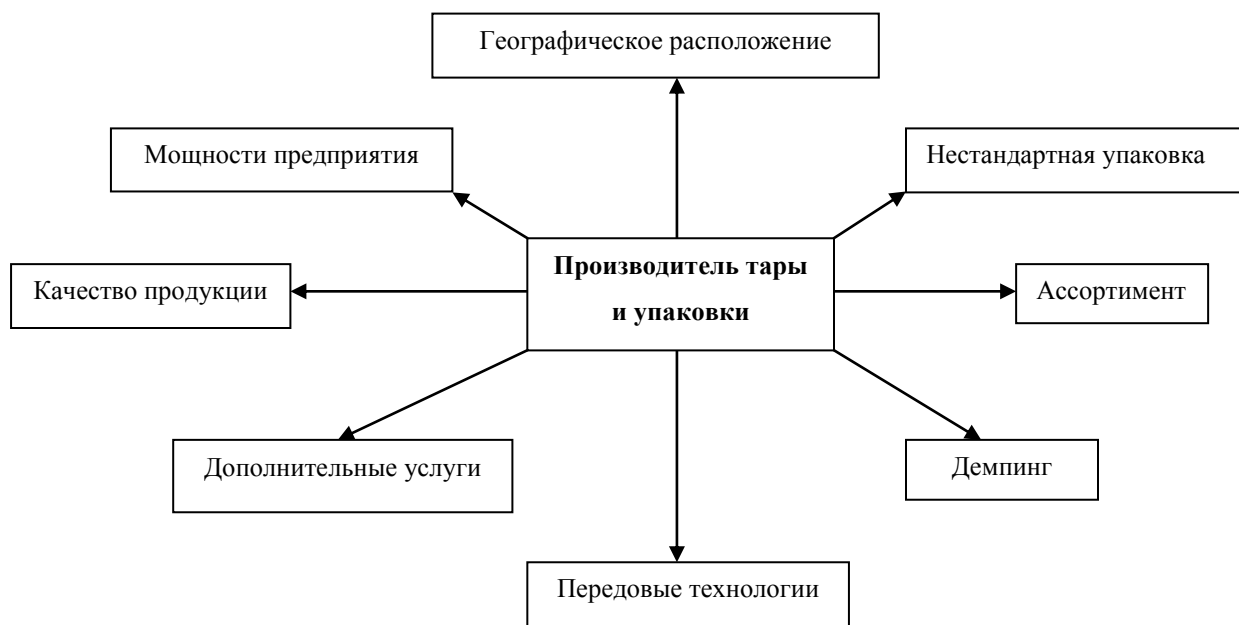 Географическое расположение
Мощности предприятия
Нестандартная упаковка
Производитель тары
и упаковки
Качество продукции
Ассортимент
Дополнительные услуги
Демпинг
Передовые технологии